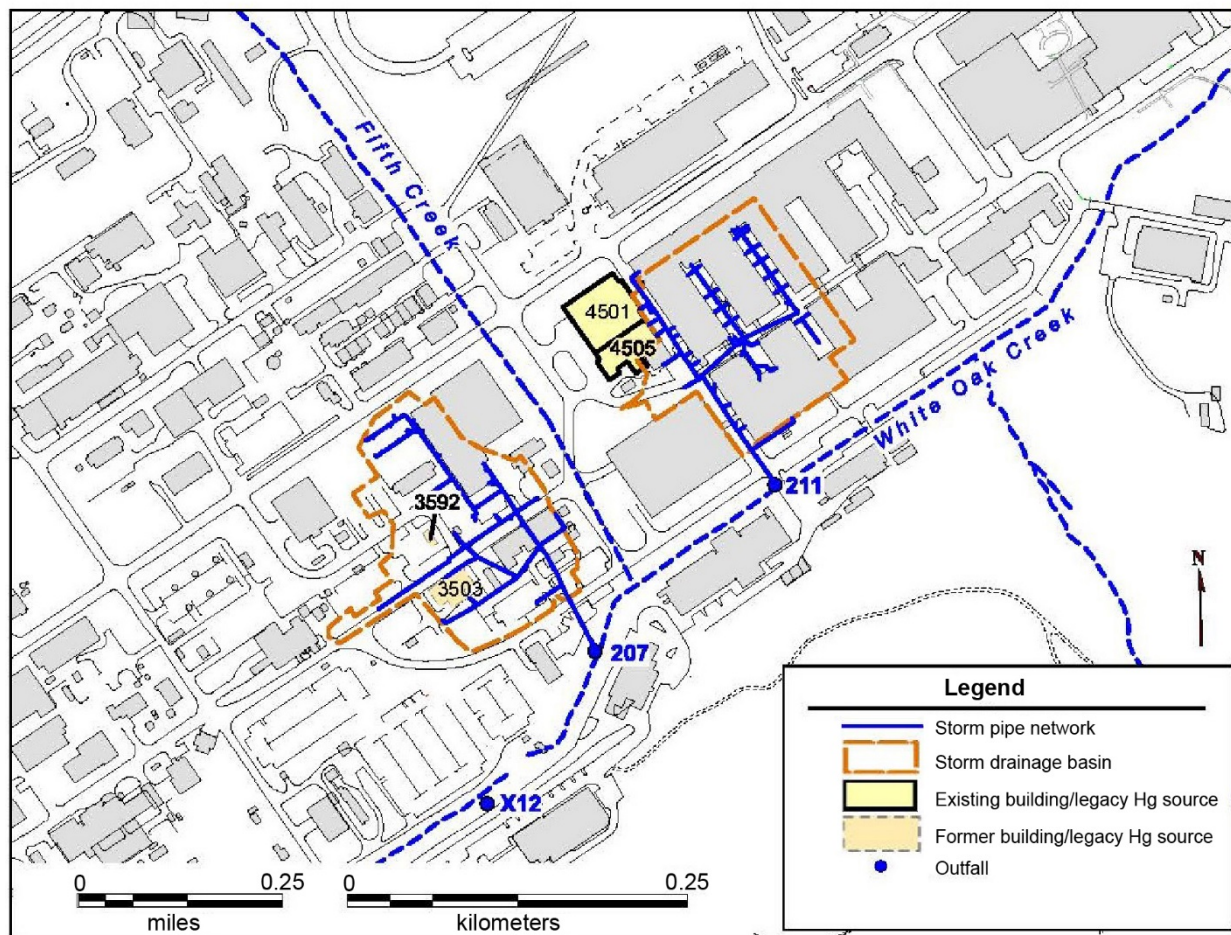 Fifth Creek
4501
4505
White Oak Creek
211
3592
3503
207
N
X12
Legend
Storm pipe network
Storm drainage basin
Existing building/legacy Hg source
Former building/legacy Hg source
Outfall
0 0.25
miles
0 0.25
kilometers